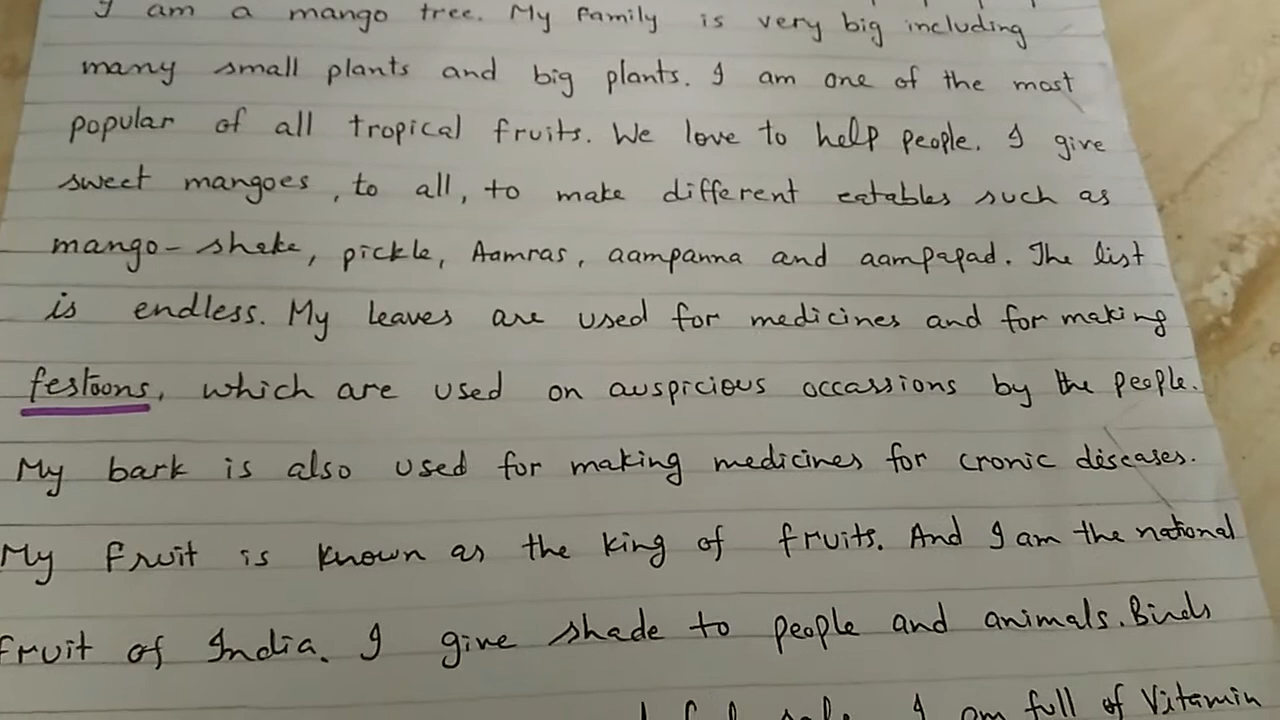 I am a mango tree. My family is very big including
many small plants and big plants. I am one of the most
popular of all tropical fruits. We love to help people. I give
sweet mangoes, to all, to make different eatables such as
mango-shake, pickle, Aamras, aampanna and aampapad. The list
is endless. My leaves are used for medicines and for making
festoons, which are used on auspicious occassions by the people.
My bark is also used for making medicines for cronic diseases.
My fruit is known as the king of fruits. And I am the national
fruit of India. I give shade to people and animals. Birds
I am full of Vitamin